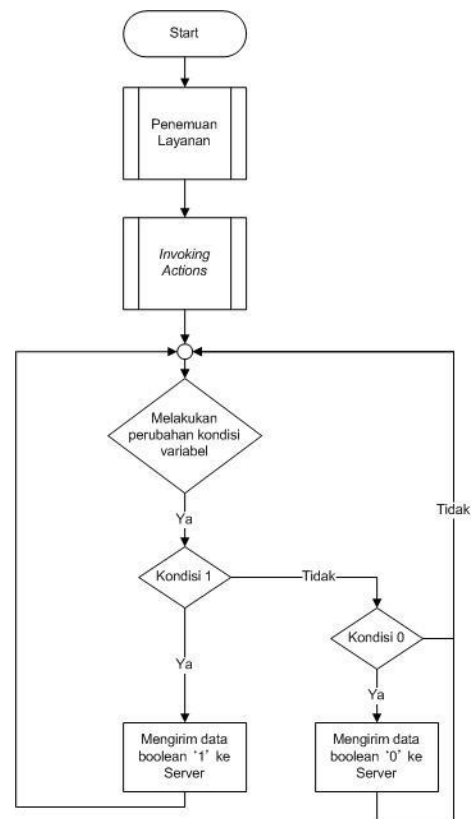 Start
Penemuan
Layanan
Invoking
Actions
Melakukan
perubahan kondisi
variabel
Tidak
Ya
Kondisi 1
Tidak
Kondisi 0
Ya
Ya
Mengirim data
boolean '1' ke
Server
Mengirim data
boolean '0' ke
Server